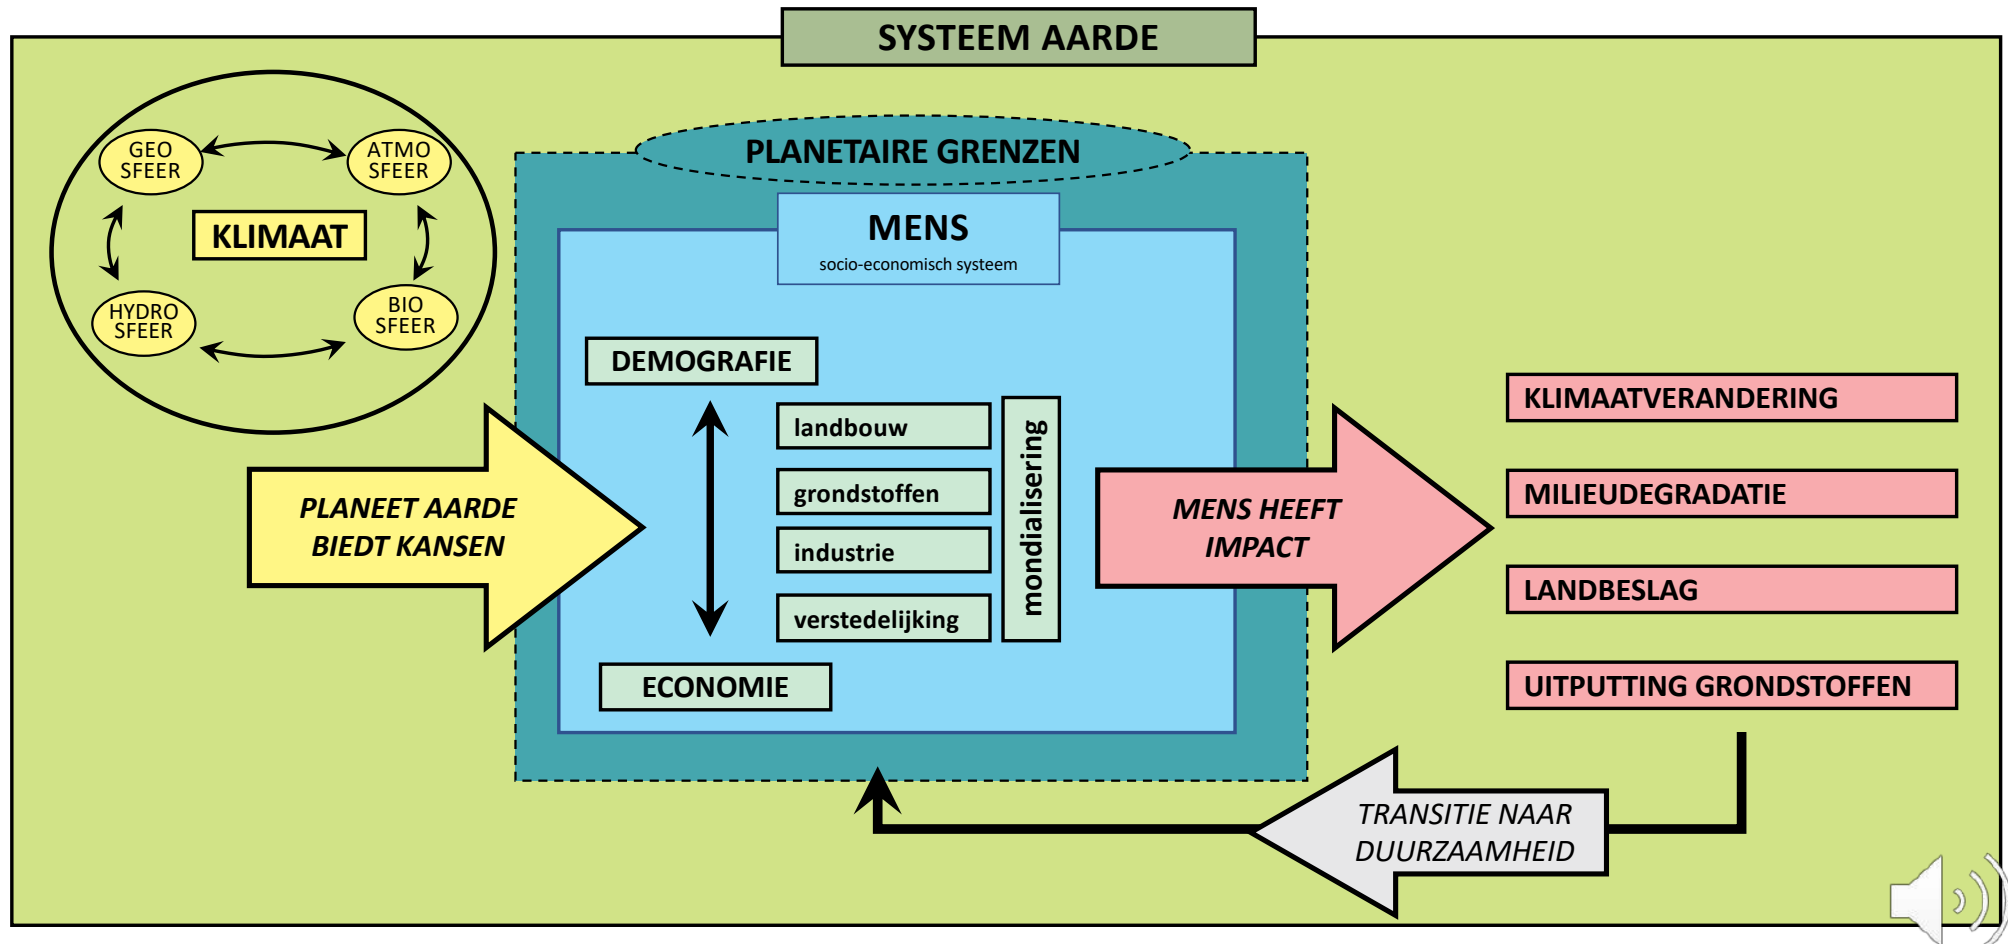 SYSTEEM AARDE
GEO
SFEER
ATMO
SFEER
KLIMAAT
HYDRO
SFEER
BIO
SFEER
PLANETAIRE GRENZEN
MENS
socio-economisch systeem
DEMOGRAFIE
landbouw
grondstoffen
industrie
verstedelijking
mondialisering
ECONOMIE
PLANEET AARDE
BIEDT KANSEN
MENS HEEFT
IMPACT
KLIMAATVERANDERING
MILIEUDEGRADATIE
LANDBESLAG
UITPUTTING GRONDSTOFFEN
TRANSITIE NAAR
DUURZAAMHEID